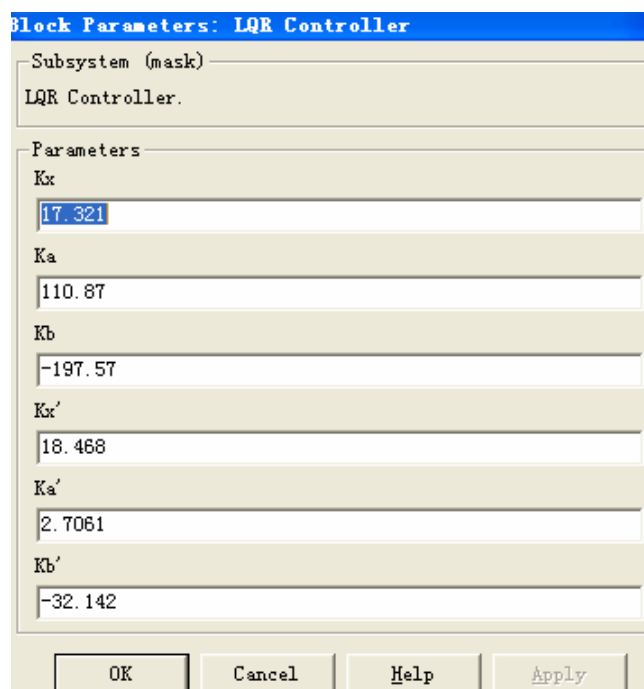 Block Parameters: LQR Controller
Subsystem (mask)
LQR Controller.
Parameters
Kx
17.321
Ka
110.87
Kb
-197.57
Kx'
18.468
Ka'
2.7061
Kb'
-32.142
OK Cancel Help Apply